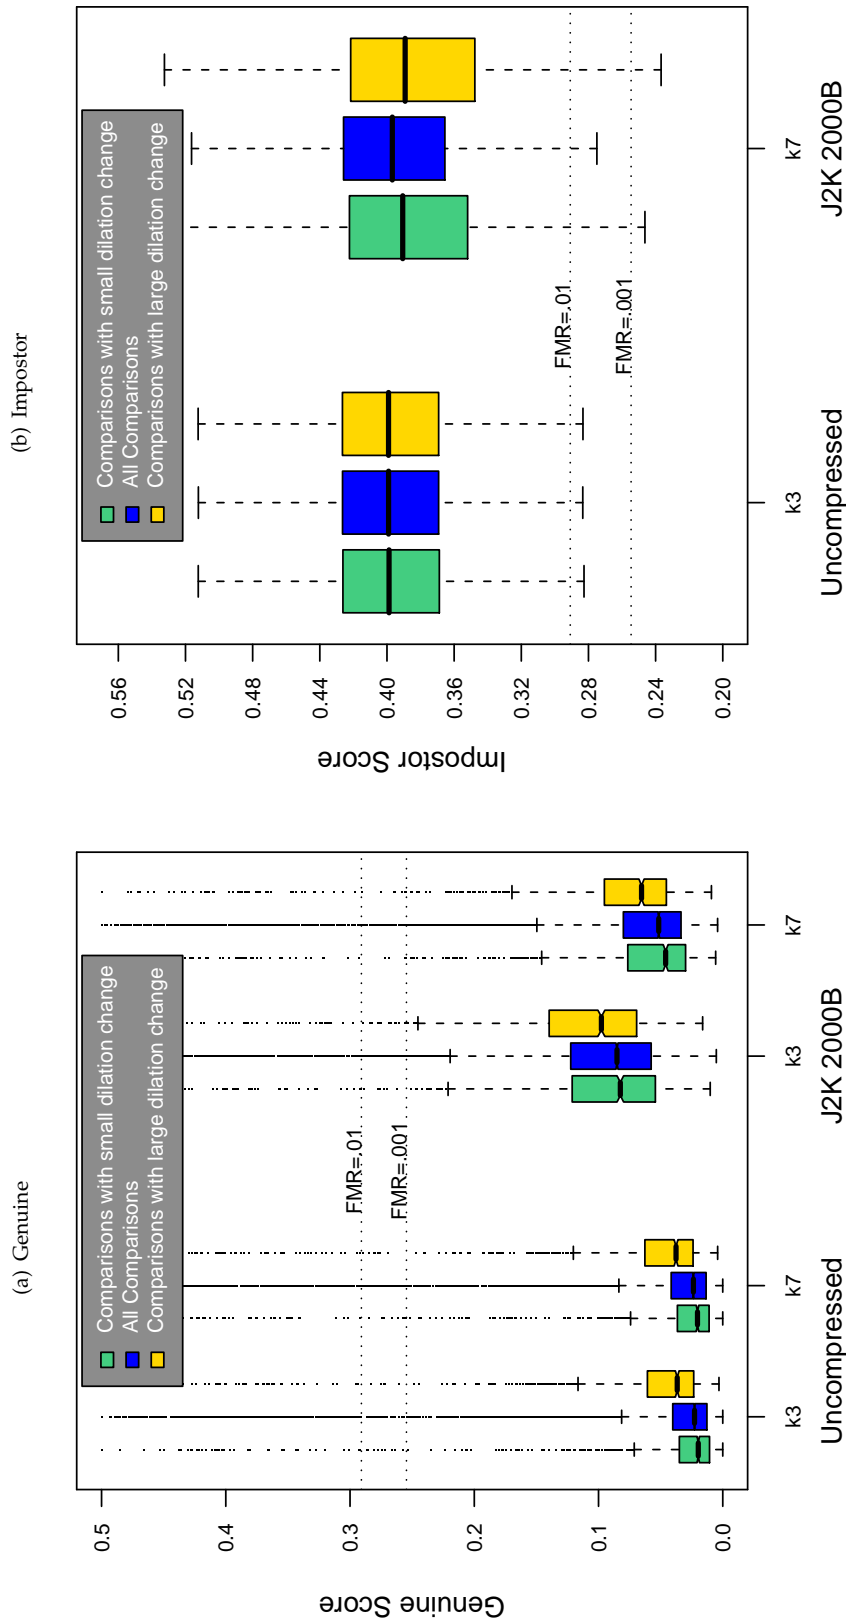 (a) Genuine
Genuine Score
0.0
0.1
0.2
0.3
0.4
0.5
Comparisons with small dilation change
All Comparisons
Comparisons with large dilation change
FMR=.01
FMR=.001
k3
k7
k3
k7
Uncompressed
J2K 2000B
(b) Impostor
Impostor Score
0.20
0.24
0.28
0.32
0.36
0.40
0.44
0.48
0.52
0.56
Comparisons with small dilation change
All Comparisons
Comparisons with large dilation change
FMR=.01
FMR=.001
k3
k7
Uncompressed
J2K 2000B